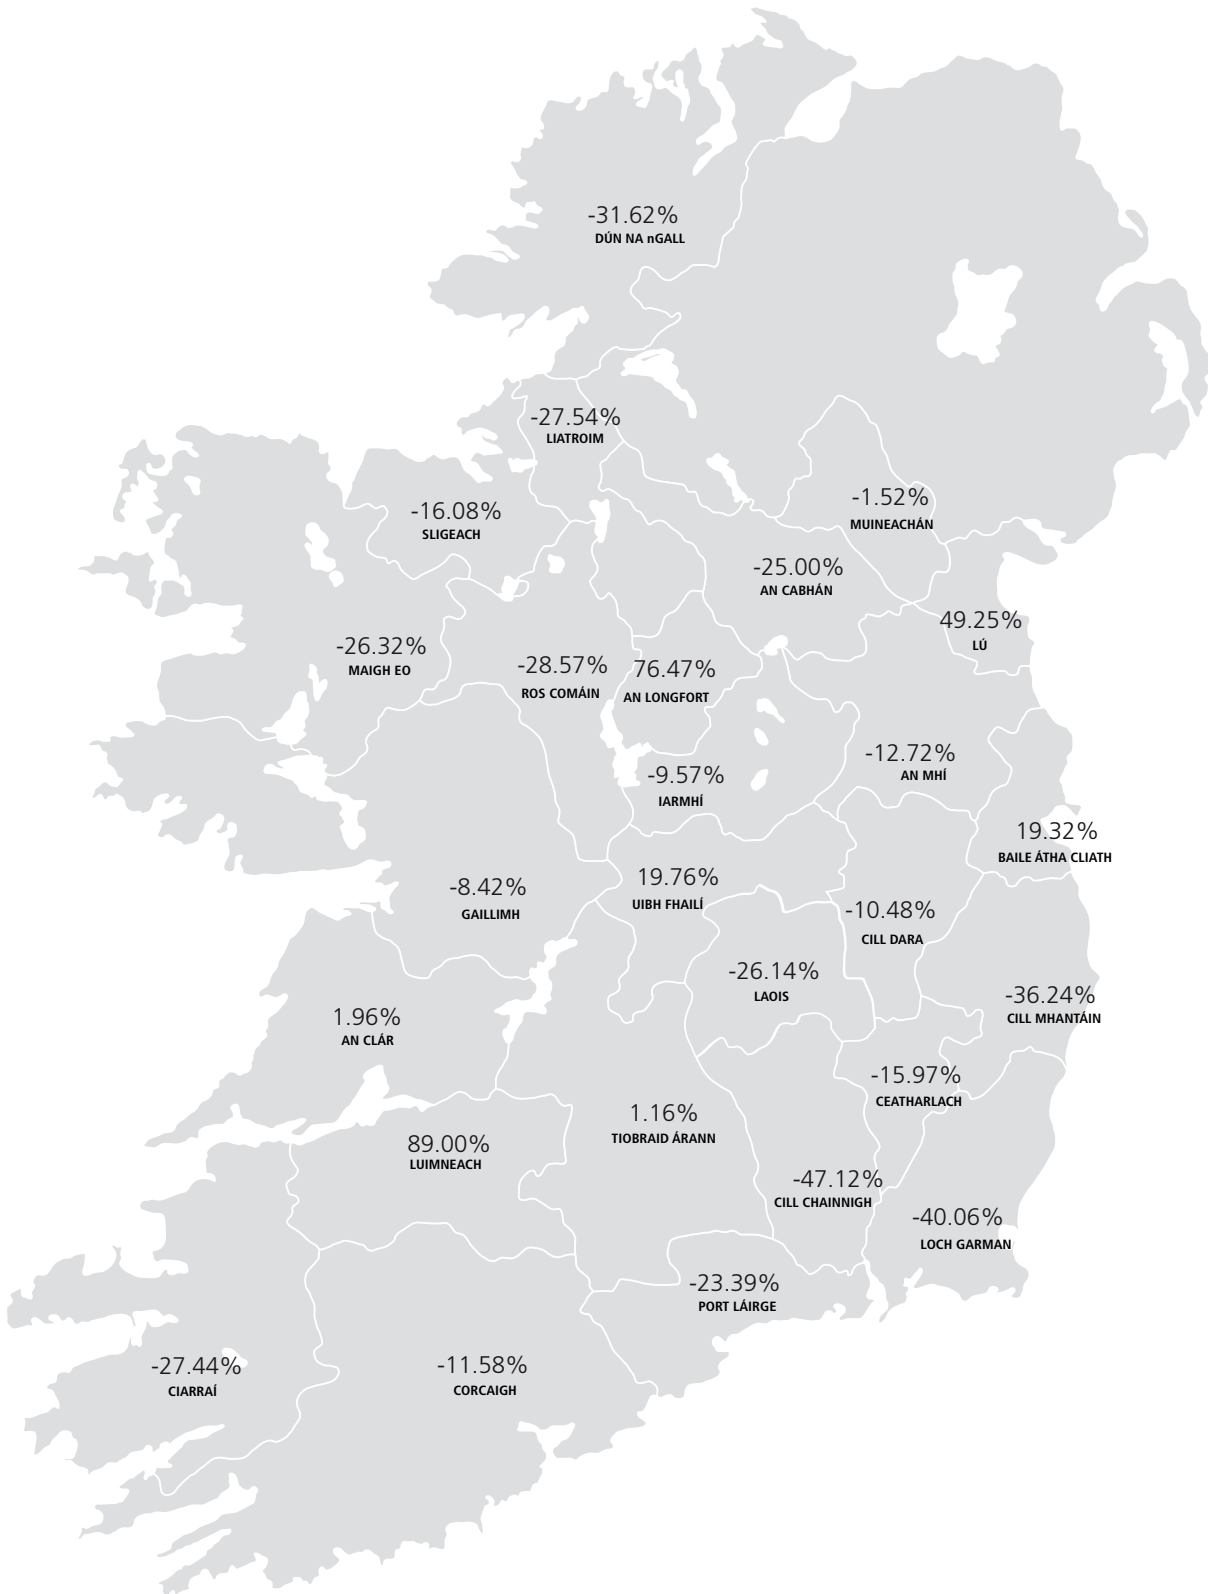 -31.62%
DÚN NA nGALL
-27.54%
LIATROIM
-1.52%
MUINEACHÁN
-16.08%
SLIGEACH
-25.00%
AN CABHÁN
49.25%
LÚ
-26.32%
MAIGH EO
-28.57%
ROS COMÁIN
76.47%
AN LONGFORT
-12.72%
AN MHÍ
-9.57%
IARMHÍ
19.32%
BAILE ÁTHA CLIATH
-8.42%
GAILLIMH
19.76%
UIBH FHAILÍ
-10.48%
CILL DARA
-26.14%
LAOIS
-36.24%
CILL MHANTÁIN
1.96%
AN CLÁR
-15.97%
CEATHARLACH
1.16%
TIOBRAID ÁRANN
89.00%
LUIMNEACH
-47.12%
CILL CHAINNIGH
-40.06%
LOCH GARMAN
-23.39%
PORT LÁIRGE
-27.44%
CIARRAÍ
-11.58%
CORCAIGH